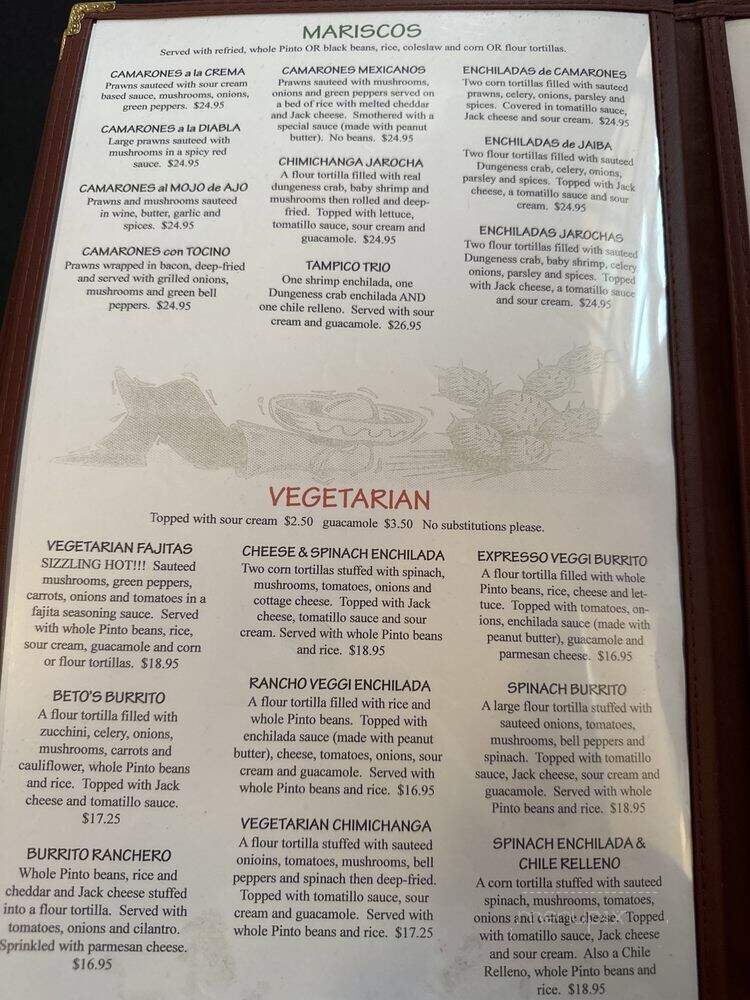 MARISCOS
Served with refried, whole Pinto OR black beans, rice, coleslaw and corn OR flour tortillas.
CAMARONES a la CREMA
Prawns sauteed with sour cream
based sauce, mushrooms, onions,
green peppers. $24.95
CAMARONES a la DIABLA
Large prawns sauteed with
mushrooms in a spicy red
sauce. $24.95
CAMARONES al MOJO de AJO
Prawns and mushrooms sauteed
in wine, butter, garlic and
spices. $24.95
CAMARONES con TOCINO
Prawns wrapped in bacon, deep-fried
and served with grilled onions,
mushrooms and green bell
peppers. $24.95
CAMARONES MEXICANOS
Prawns sauteed with mushrooms,
onions and green peppers served on
a bed of rice with melted cheddar
and Jack cheese. Smothered with a
special sauce (made with peanut
butter). No beans. $24.95
CHIMICHANGA JAROCHA
A flour tortilla filled with real
dungeness crab, baby shrimp and
mushrooms then rolled and deep-
fried. Topped with lettuce,
tomatillo sauce, sour cream and
guacamole. $24.95
TAMPICO TRIO
One shrimp enchilada, one
Dungeness crab enchilada AND
one chile relleno. Served with sour
cream and guacamole. $26.95
ENCHILADAS de CAMARONES
Two corn tortillas filled with sauteed
prawns, celery, onions, parsley and
spices. Covered in tomatillo sauce,
Jack cheese and sour cream. $24.95
ENCHILADAS de JAIBA
Two flour tortillas filled with sauteed
Dungeness crab, celery, onions,
parsley and spices. Topped with Jack
cheese, a tomatillo sauce and sour
cream. $24.95
ENCHILADAS JAROCHAS
Two flour tortillas filled with sauteed
Dungeness crab, baby shrimp, celery
onions, parsley and spices. Topped
with Jack cheese, a tomatillo sauce
and sour cream. $24.95
VEGETARIAN
Topped with sour cream $2.50 guacamole $3.50 No substitutions please.
VEGETARIAN FAJITAS
SIZZLING HOT!!! Sauteed
mushrooms, green peppers,
carrots, onions and tomatoes in a
fajita seasoning sauce. Served
with whole Pinto beans, rice,
sour cream, guacamole and corn
or flour tortillas. $18.95
BETO'S BURRITO
A flour tortilla filled with
zucchini, celery, onions,
mushrooms, carrots and
cauliflower, whole Pinto beans
and rice. Topped with Jack
cheese and tomatillo sauce.
$17.25
BURRITO RANCHERO
Whole Pinto beans, rice and
cheddar and Jack cheese stuffed
into a flour tortilla. Served with
tomatoes, onions and cilantro.
Sprinkled with parmesan cheese.
$16.95
CHEESE & SPINACH ENCHILADA
Two corn tortillas stuffed with spinach,
mushrooms, tomatoes, onions and
cottage cheese. Topped with Jack
cheese, tomatillo sauce and sour
cream. Served with whole Pinto beans
and rice. $18.95
RANCHO VEGGI ENCHILADA
A flour tortilla filled with rice and
whole Pinto beans. Topped with
enchilada sauce (made with peanut
butter), cheese, tomatoes, onions, sour
cream and guacamole. Served with
whole Pinto beans and rice. $16.95
VEGETARIAN CHIMICHANGA
A flour tortilla stuffed with sauteed
onioins, tomatoes, mushrooms, bell
peppers and spinach then deep-fried.
Topped with tomatillo sauce, sour
cream and guacamole. Served with
whole Pinto beans and rice. $17.25
EXPRESSO VEGGI BURRITO
A flour tortilla filled with whole
Pinto beans, rice, cheese and let-
tuce. Topped with tomatoes, on-
ions, enchilada sauce (made with
peanut butter), guacamole and
parmesan cheese. $16.95
SPINACH BURRITO
A large flour tortilla stuffed with
sauteed onions, tomatoes,
mushrooms, bell peppers and
spinach. Topped with tomatillo
sauce, Jack cheese, sour cream and
guacamole. Served with whole
Pinto beans and rice. $18.95
SPINACH ENCHILADA &
CHILE RELLENO
A corn tortilla stuffed with sauteed
spinach, mushrooms, tomatoes,
onions and cottage cheese. Topped
with tomatillo sauce, Jack cheese
and sour cream. Also a Chile
Relleno, whole Pinto beans and
rice. $18.95